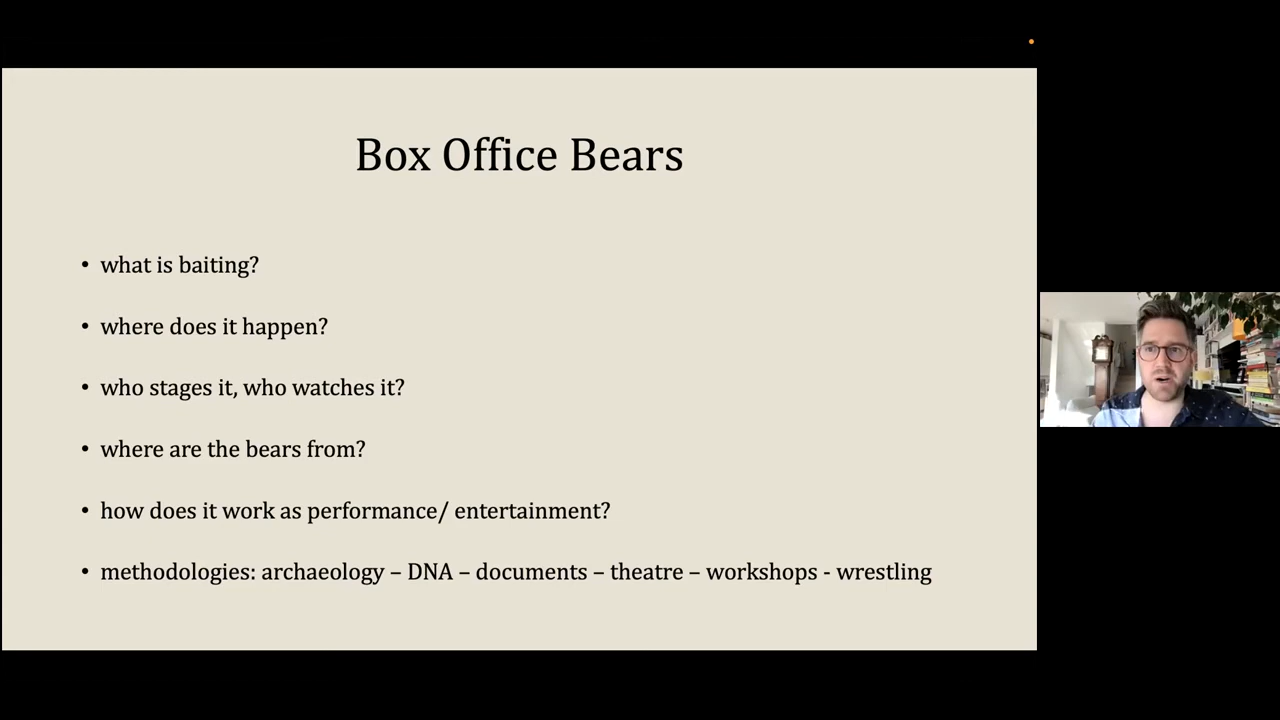 Box Office Bears
• what is baiting?
• where does it happen?
• who stages it, who watches it?
• where are the bears from?
• how does it work as performance/ entertainment?
• methodologies: archaeology – DNA – documents – theatre – workshops - wrestling